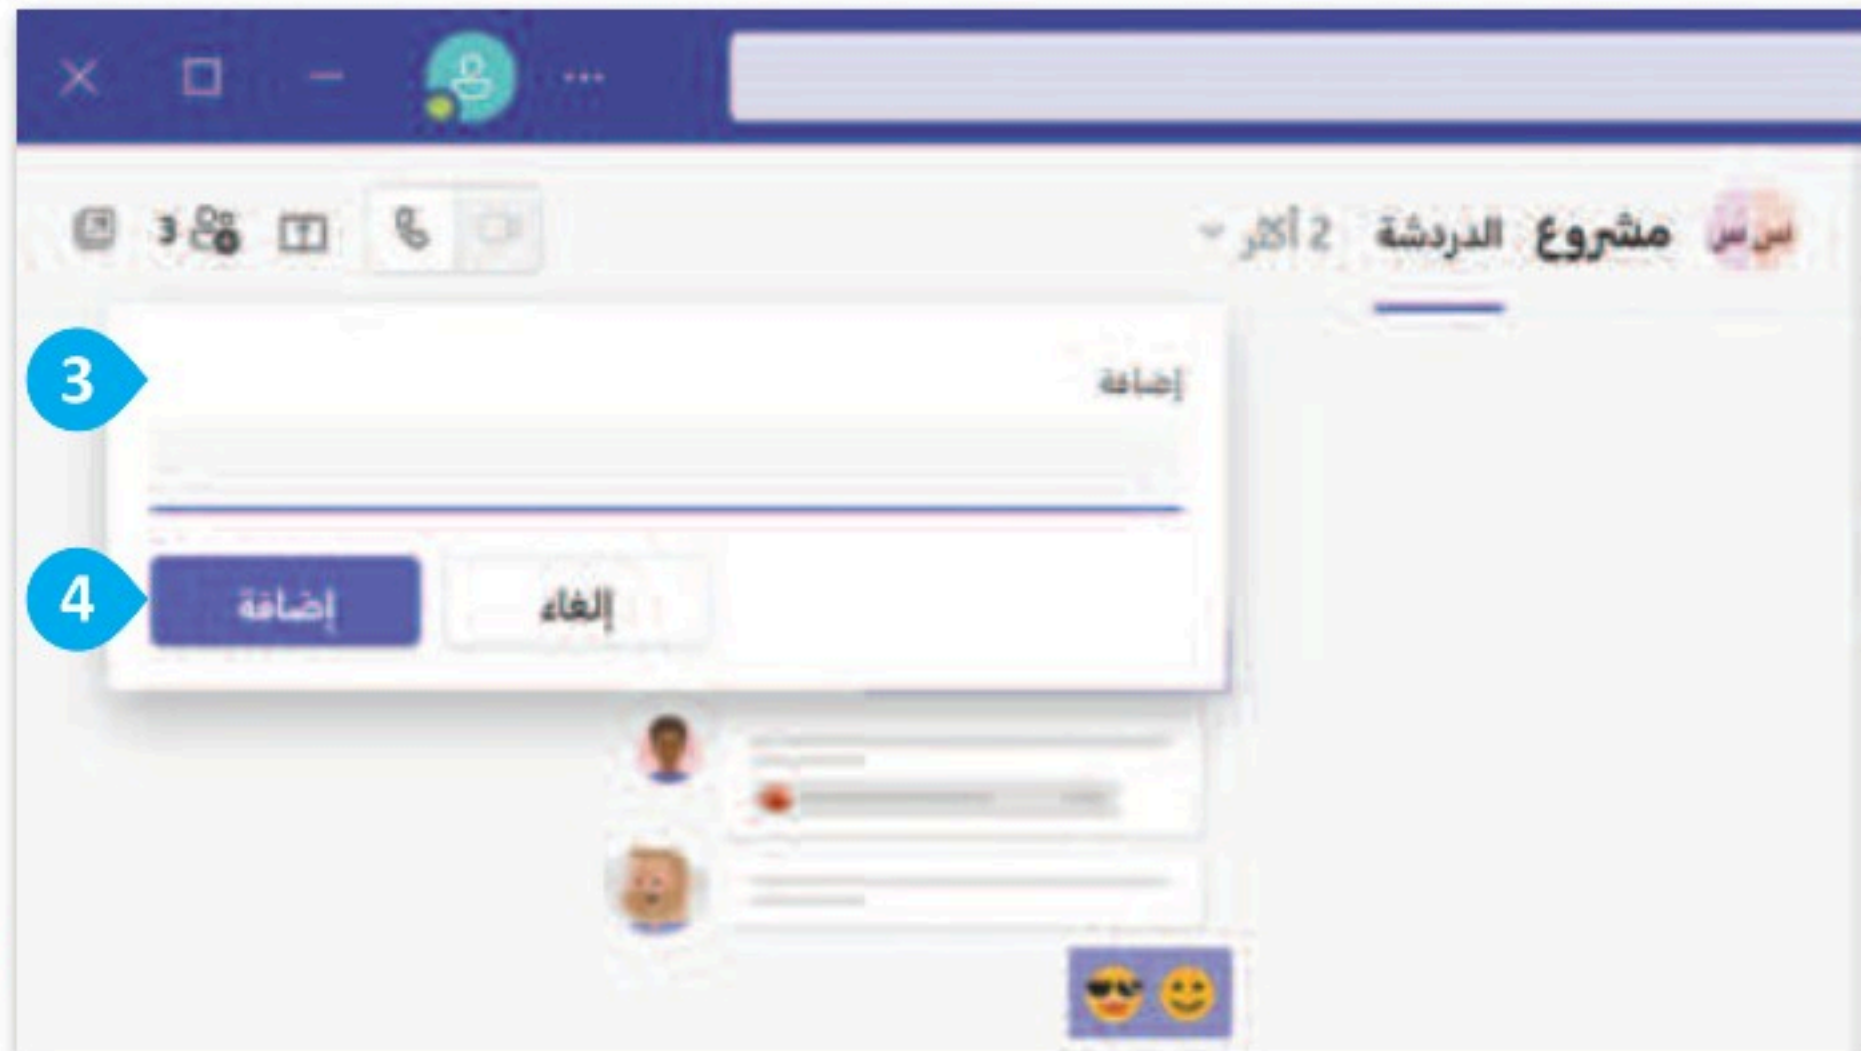 س س مشروع الدردشة 2 أكثر 3
3
إضافة
4
إلغاء إضافة